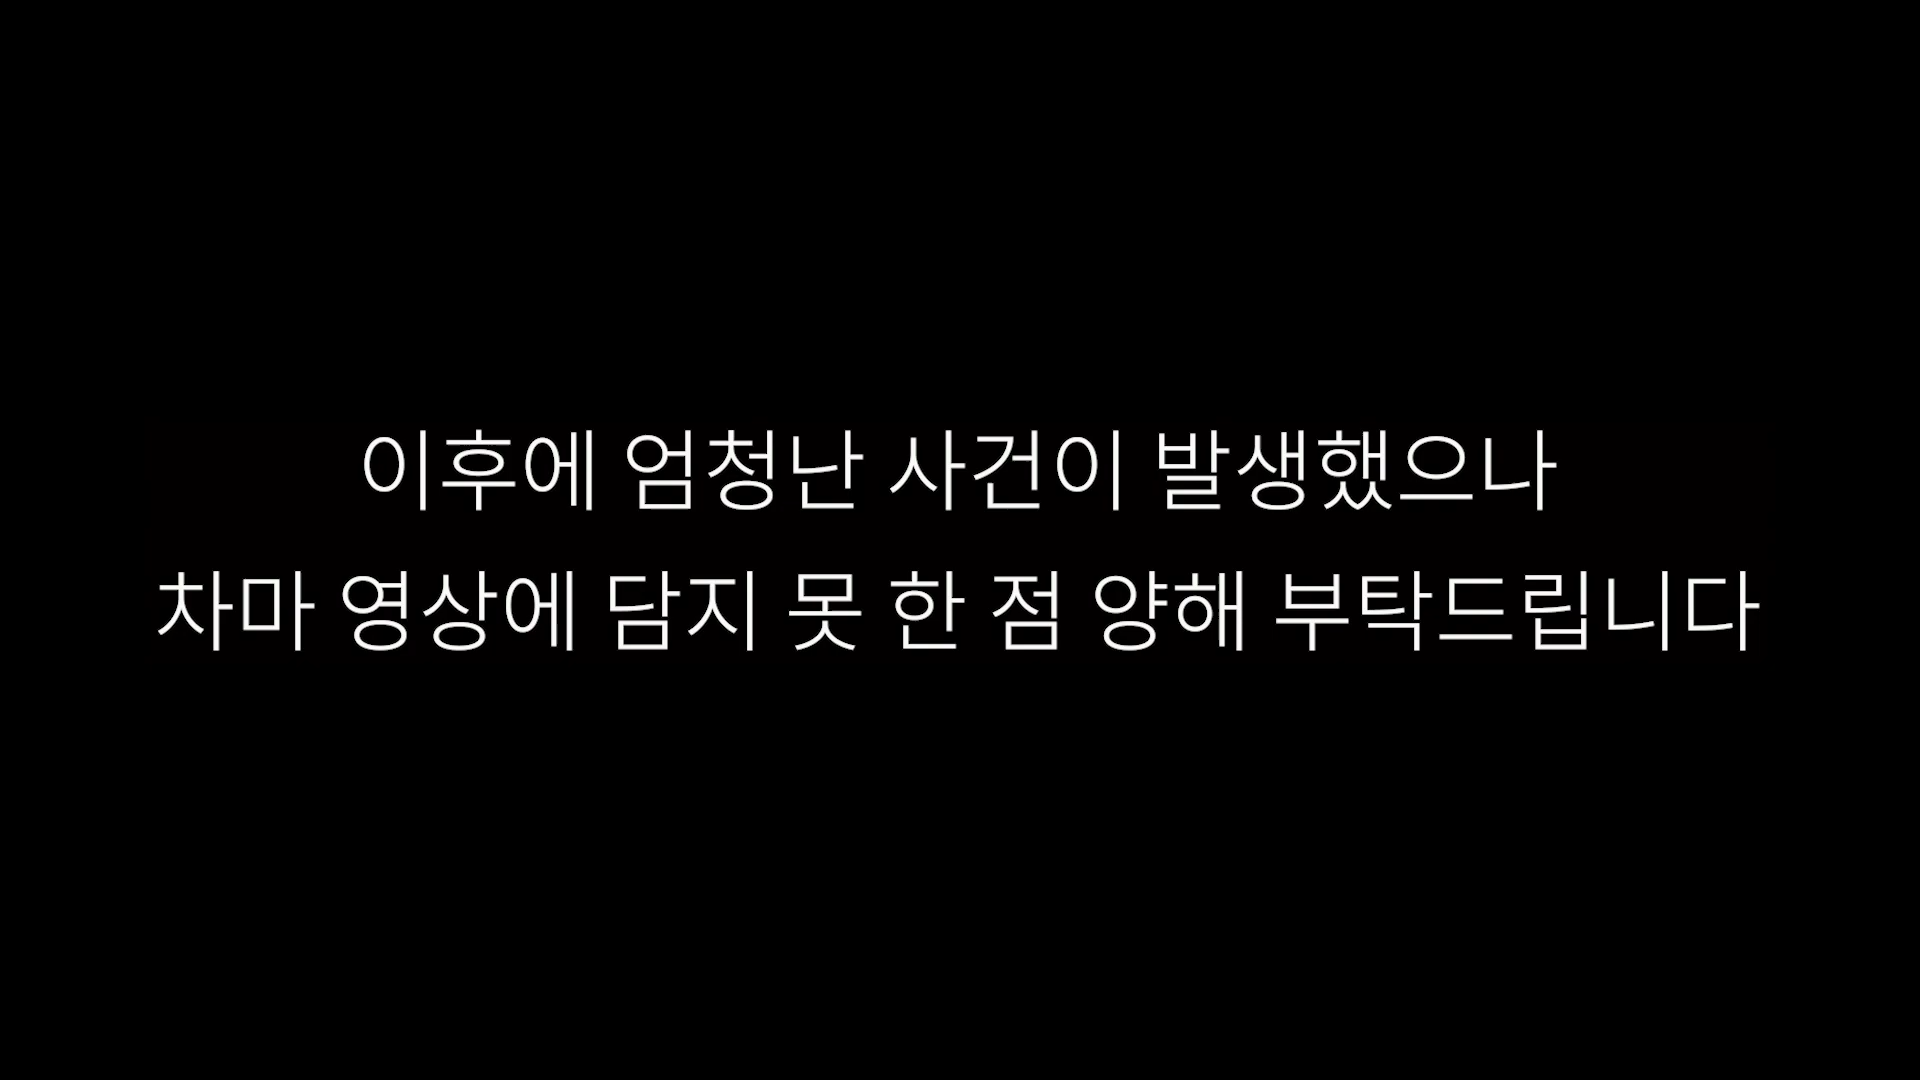 이후에 엄청난 사건이 발생했으나
차마 영상에 담지 못 한 점 양해 부탁드립니다